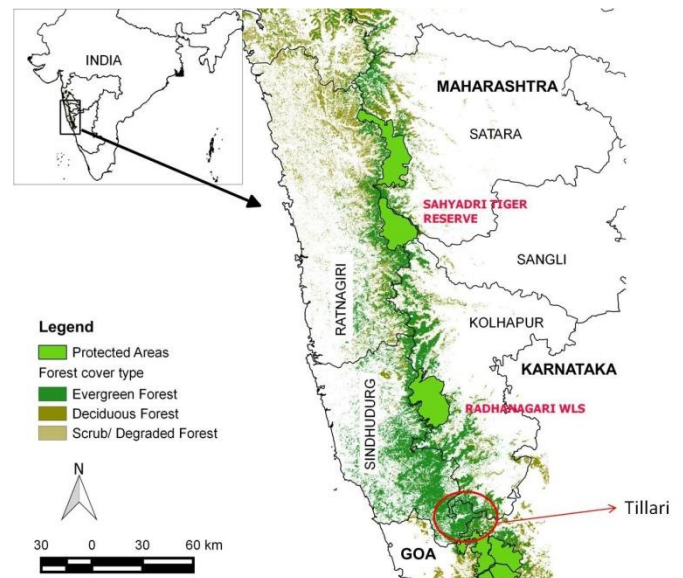 INDIA
MAHARASHTRA
SATARA
SAHYADRI TIGER
RESERVE
SANGLI
RATNAGIRI
KOLHAPUR
KARNATAKA
RADHANAGARI WLS
SINDHUDURG
Tillari
GOA
Legend
Protected Areas
Forest cover type
Evergreen Forest
Deciduous Forest
Scrub/ Degraded Forest
N
30 0 30 60 km